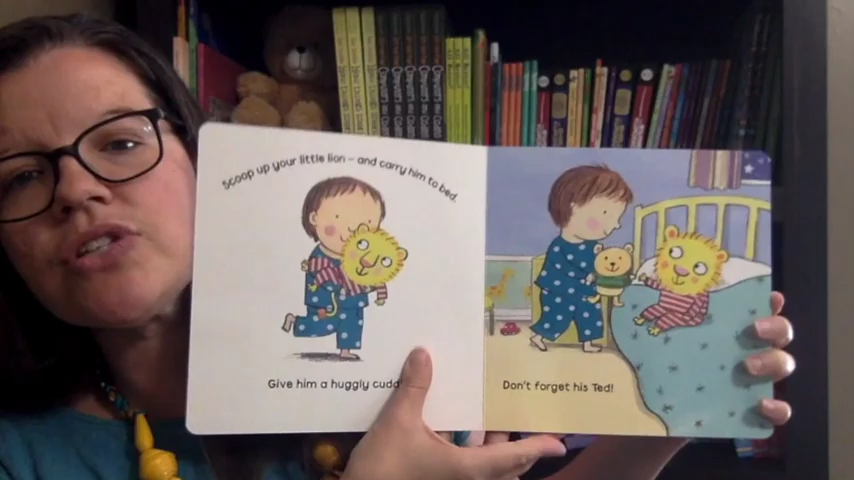 Scoop up your little lion – and carry him to bed.
Give him a huggly cudd
Don't forget his Ted!